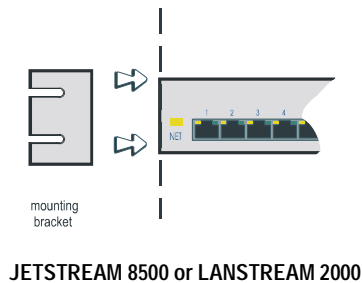 1 2 3 4
NET
mounting
bracket
JETSTREAM 8500 or LANSTREAM 2000